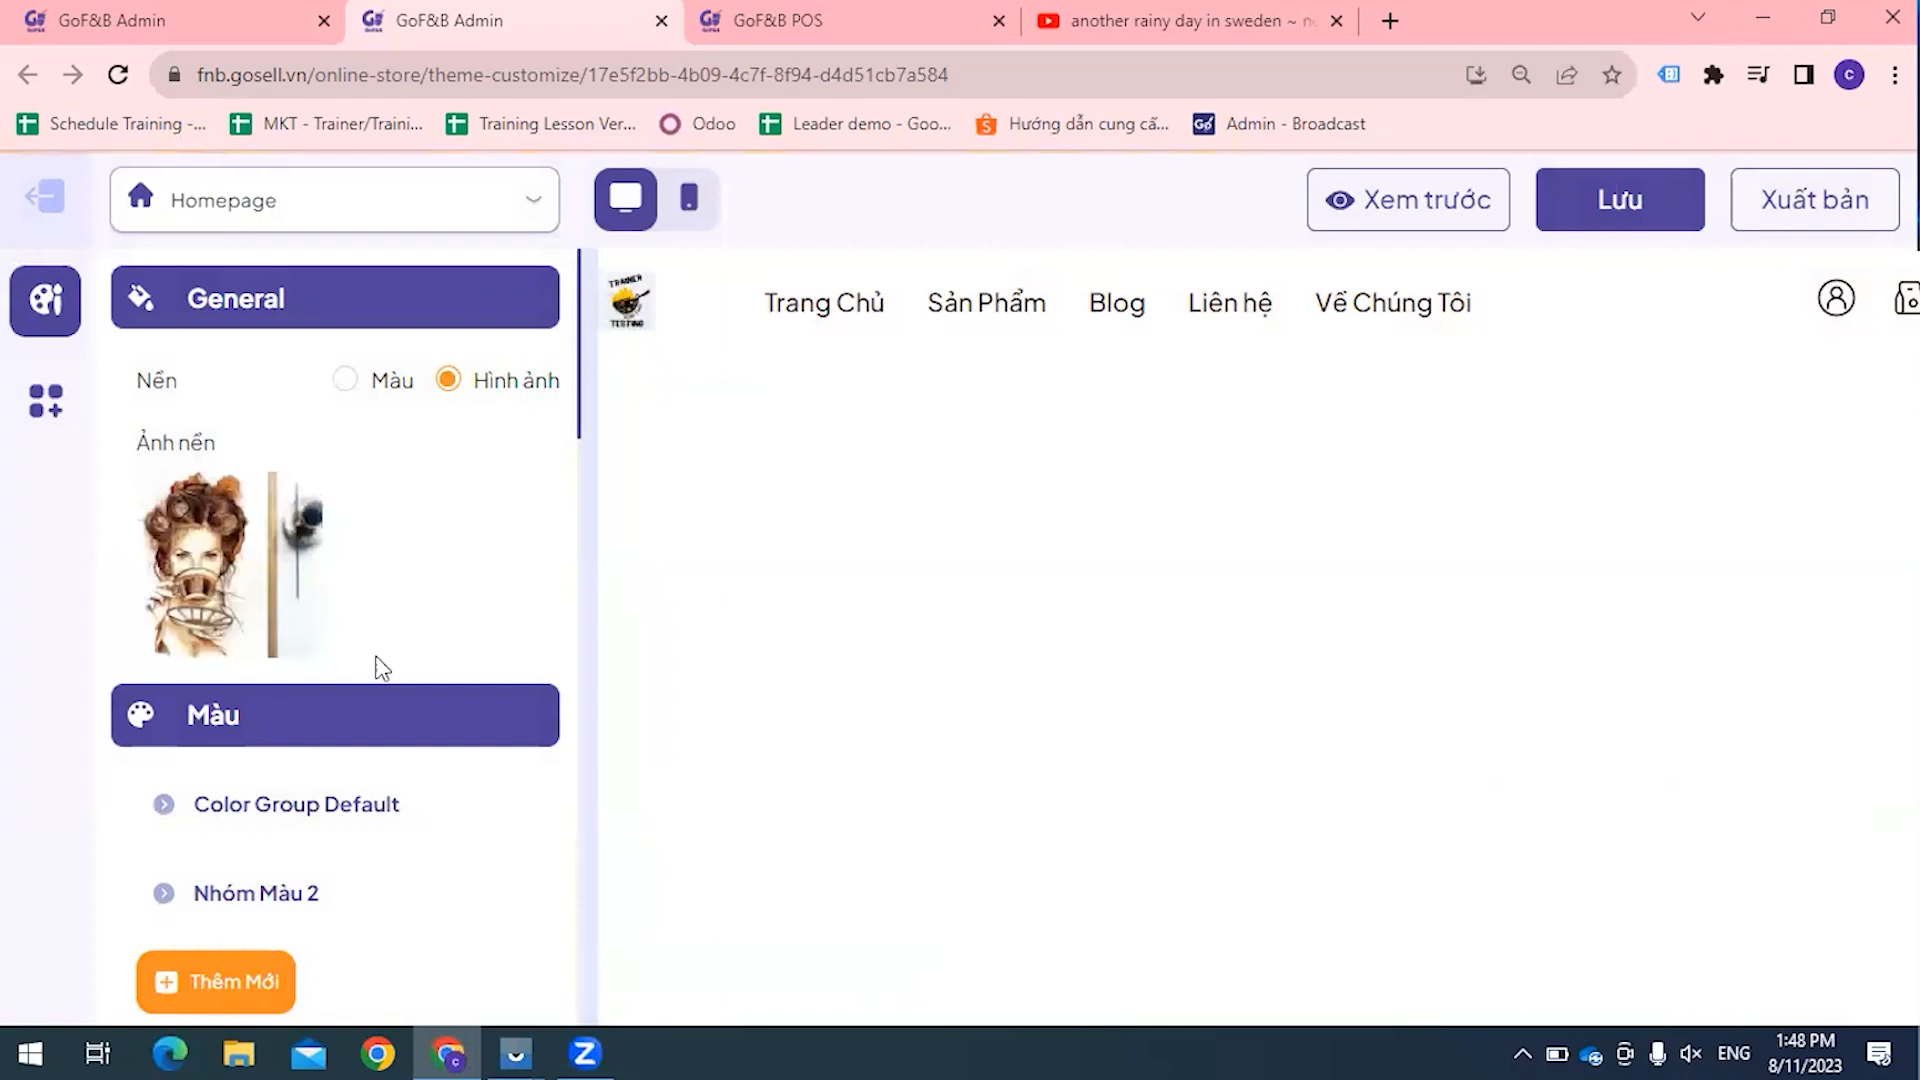 GoF&B Admin
GoF&B Admin
GoF&B POS
another rainy day in sweden ~
fnb.gosell.vn/online-store/theme-customize/17e5f2bb-4b09-4c7f-8f94-d4d51cb7a584
C
Schedule Training -...
MKT - Trainer/Traini...
Training Lesson Ver...
Odoo
Leader demo - Goo...
Hướng dẫn cung cấ...
Admin - Broadcast
Homepage
Xem trước
Lưu
Xuất bản
General
TRAINER
TESTING
Trang Chủ
Sản Phẩm
Blog
Liên hệ
Về Chúng Tôi
Nền
Màu
Hình ảnh
Ảnh nền
Màu
Color Group Default
Nhóm Màu 2
Thêm Mới
ENG
1:48 PM
8/11/2023